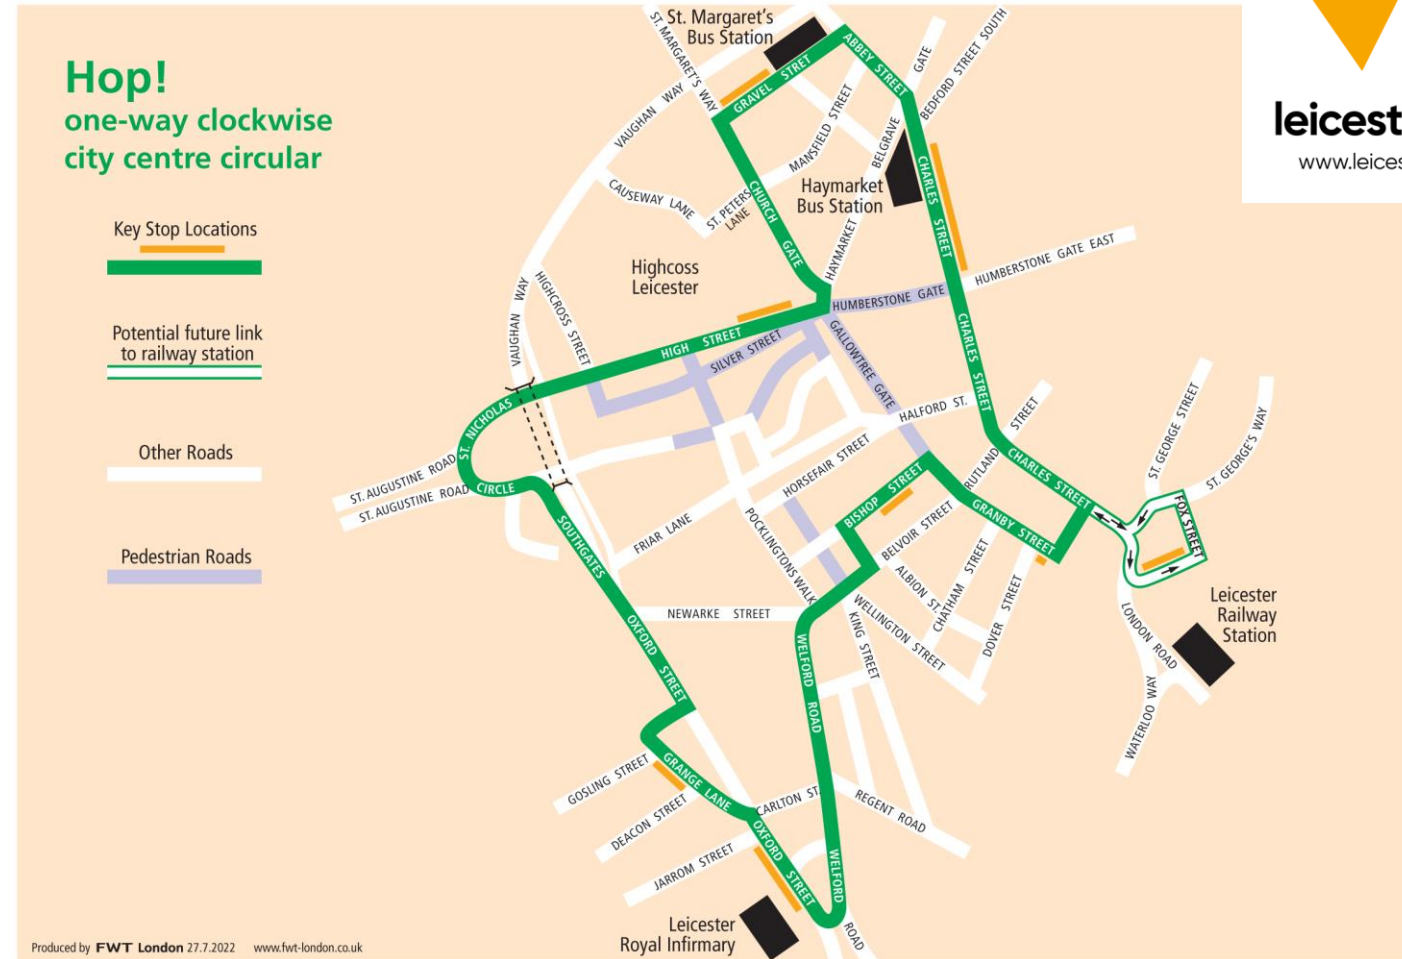 Hop!
one-way clockwise
city centre circular
Key Stop Locations
Potential future link
to railway station
Other Roads
Pedestrian Roads
Produced by FWT London 27.7.2022 www.fwt-london.co.uk
leicest
www.leices
St. Margaret's
Bus Station
ST. MARGARET'S WAY
GRAVEL STRET
ABBEY STREET
BELGRAVE GATE
BEDFORD STREET SOUTH
VAUGHAN WAY
MANSFIELD STREET
CAUSEWAY LANE
ST. PETERS
LANE
CHURCH GATE
Haymarket
Bus Station
CHARLES STREET
HAYMARKET
HUMBERSTONE GATE EAST
HUMBERSTONE GATE
Highcoss
Leicester
HIGHCROSS STREET
VAUGHAN WAY
HIGH STREET
SILVER STREET
GALLOWTREE GATE
CHARLES STREET
HALFORD ST.
ST. NICHOLAS
CIRCLE
ST. AUGUSTINE ROAD
ST. AUGUSTINE ROAD
HORSEFAIR STREET
RUTLAND STREET
CHARLES STREET
ST. GEORGE STREET
ST. GEORGE'S WAY
FOX STREET
BISHOP STREET
GRANBY STREET
BELVOIR STREET
FRIAR LANE
POCKLINGTONS WALK
SOUTHGATES
ALBION ST.
CHATHAM STREET
DOVER STREET
Leicester
Railway
Station
LONDON ROAD
WATERLOO WAY
NEWARKE STREET
WELLINGTON STREET
KING STREET
OXFORD STREET
WELFORD ROAD
GOSLING STREET
GRANGE LANE
DEACON STREET
CARLTON ST.
REGENT ROAD
JARROM STREET
OXFORD STREET
WELFORD
ROAD
Leicester
Royal Infirmary